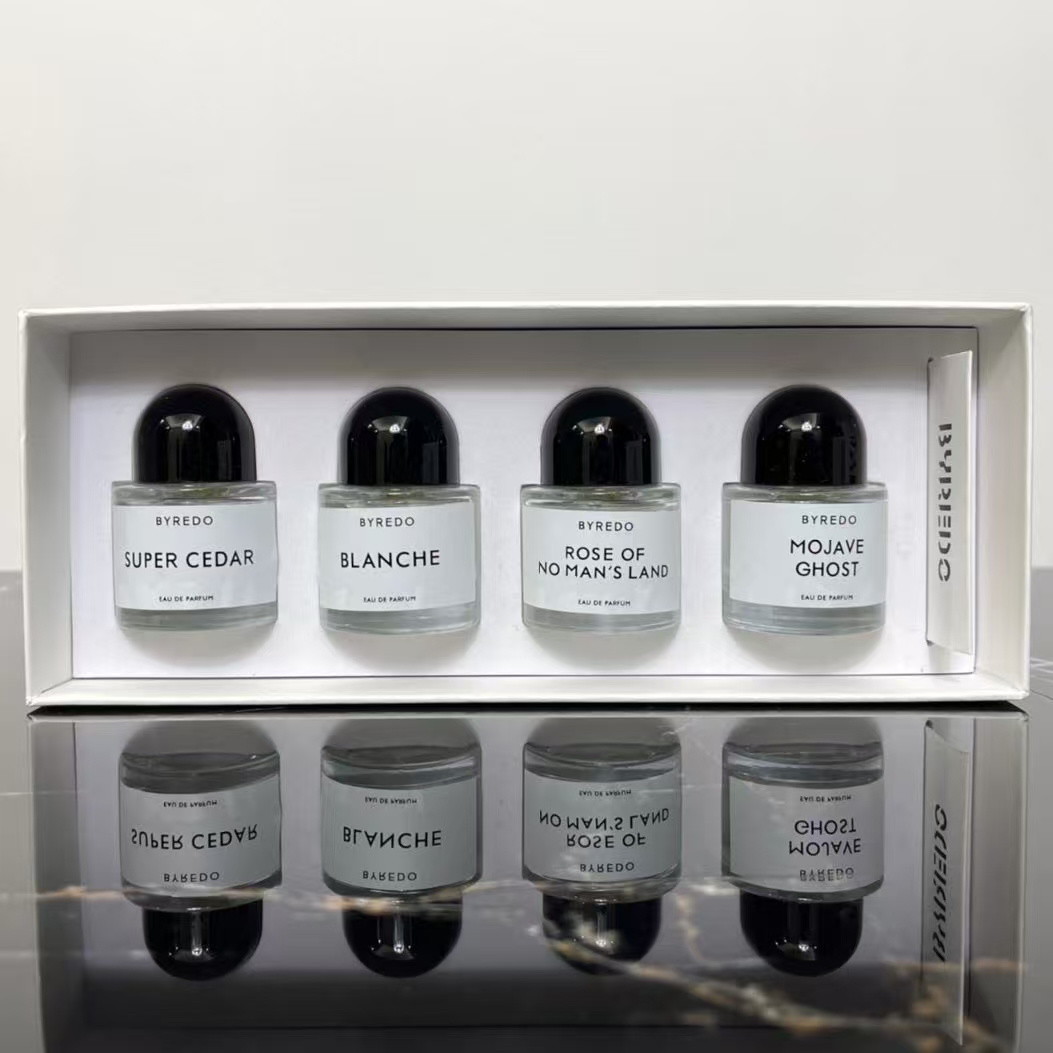 BYREDO
SUPER CEDAR
EAU DE PARFUM
BYREDO
BLANCHE
EAU DE PARFUM
BYREDO
ROSE OF
NO MAN'S LAND
EAU DE PARFUM
BYREDO
MOJAVE
GHOST
EAU DE PARFUM
BYREDO